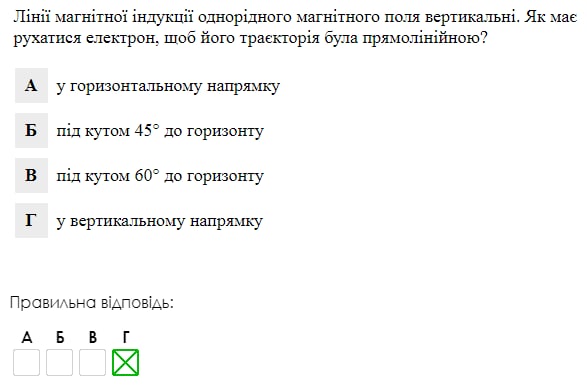 Лінії магнітної індукції однорідного магнітного поля вертикальні. Як має
рухатися електрон, щоб його траєкторія була прямолінійною?
А у горизонтальному напрямку
Б під кутом 45° до горизонту
В під кутом 60° до горизонту
Г у вертикальному напрямку
Правильна відповідь:
А Б В Г